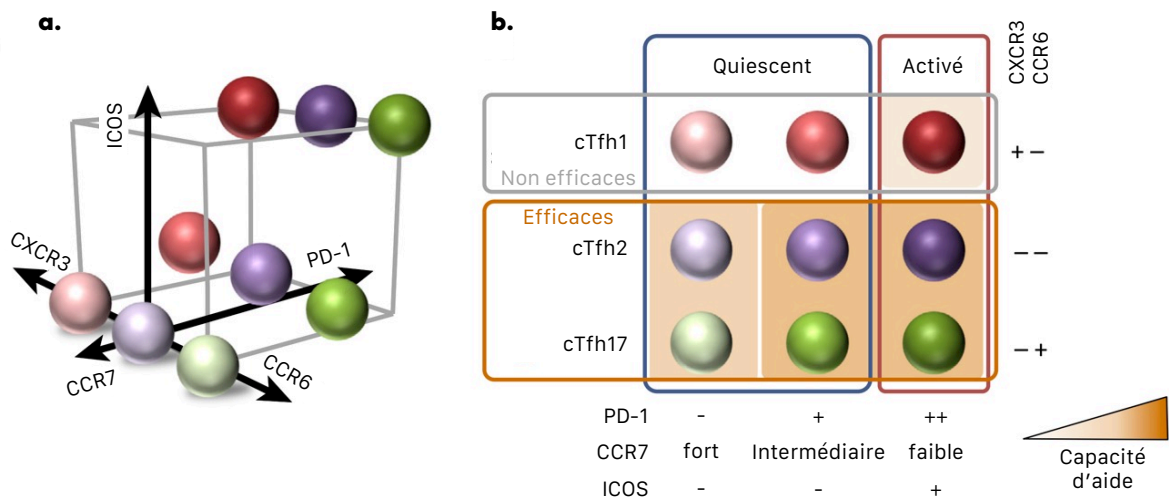 a.
ICOS
CXCR3
PD-1
CCR7
CCR6
b.
Quiescent
Activé
CXCR3
CCR6
cTfh1
+ −
Non efficaces
Efficaces
cTfh2
− −
cTfh17
− +
PD-1 - + ++
CCR7 fort Intermédiaire faible
ICOS - - +
Capacité
d'aide